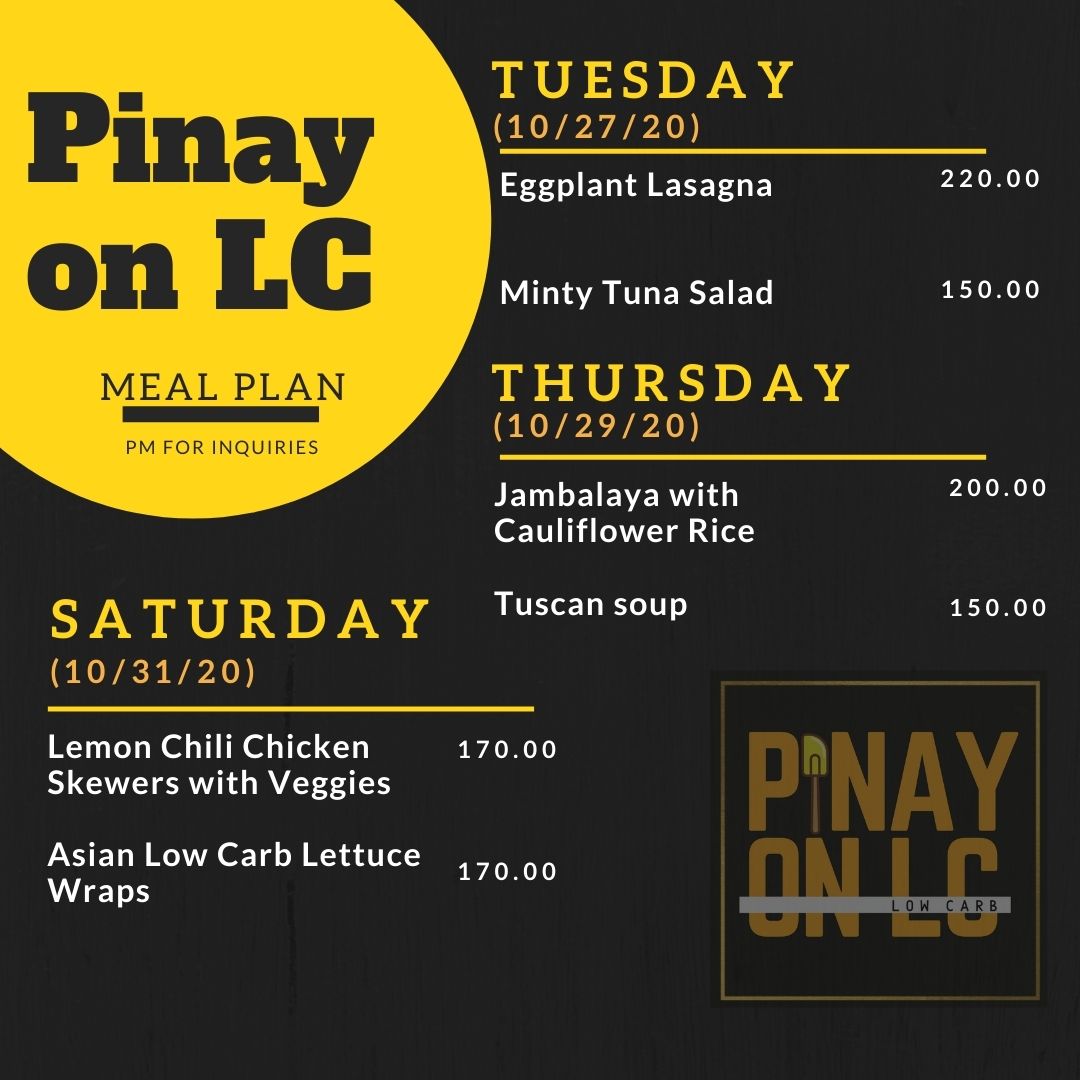 Pinay
on LC
MEAL PLAN
PM FOR INQUIRIES
TUESDAY
(10/27/20)
Eggplant Lasagna 220.00
Minty Tuna Salad 150.00
THURSDAY
(10/29/20)
Jambalaya with 200.00
Cauliflower Rice
Tuscan soup 150.00
SATURDAY
(10/31/20)
Lemon Chili Chicken 170.00
Skewers with Veggies
Asian Low Carb Lettuce 170.00
Wraps
PINAY
ON LC
LOW CARB